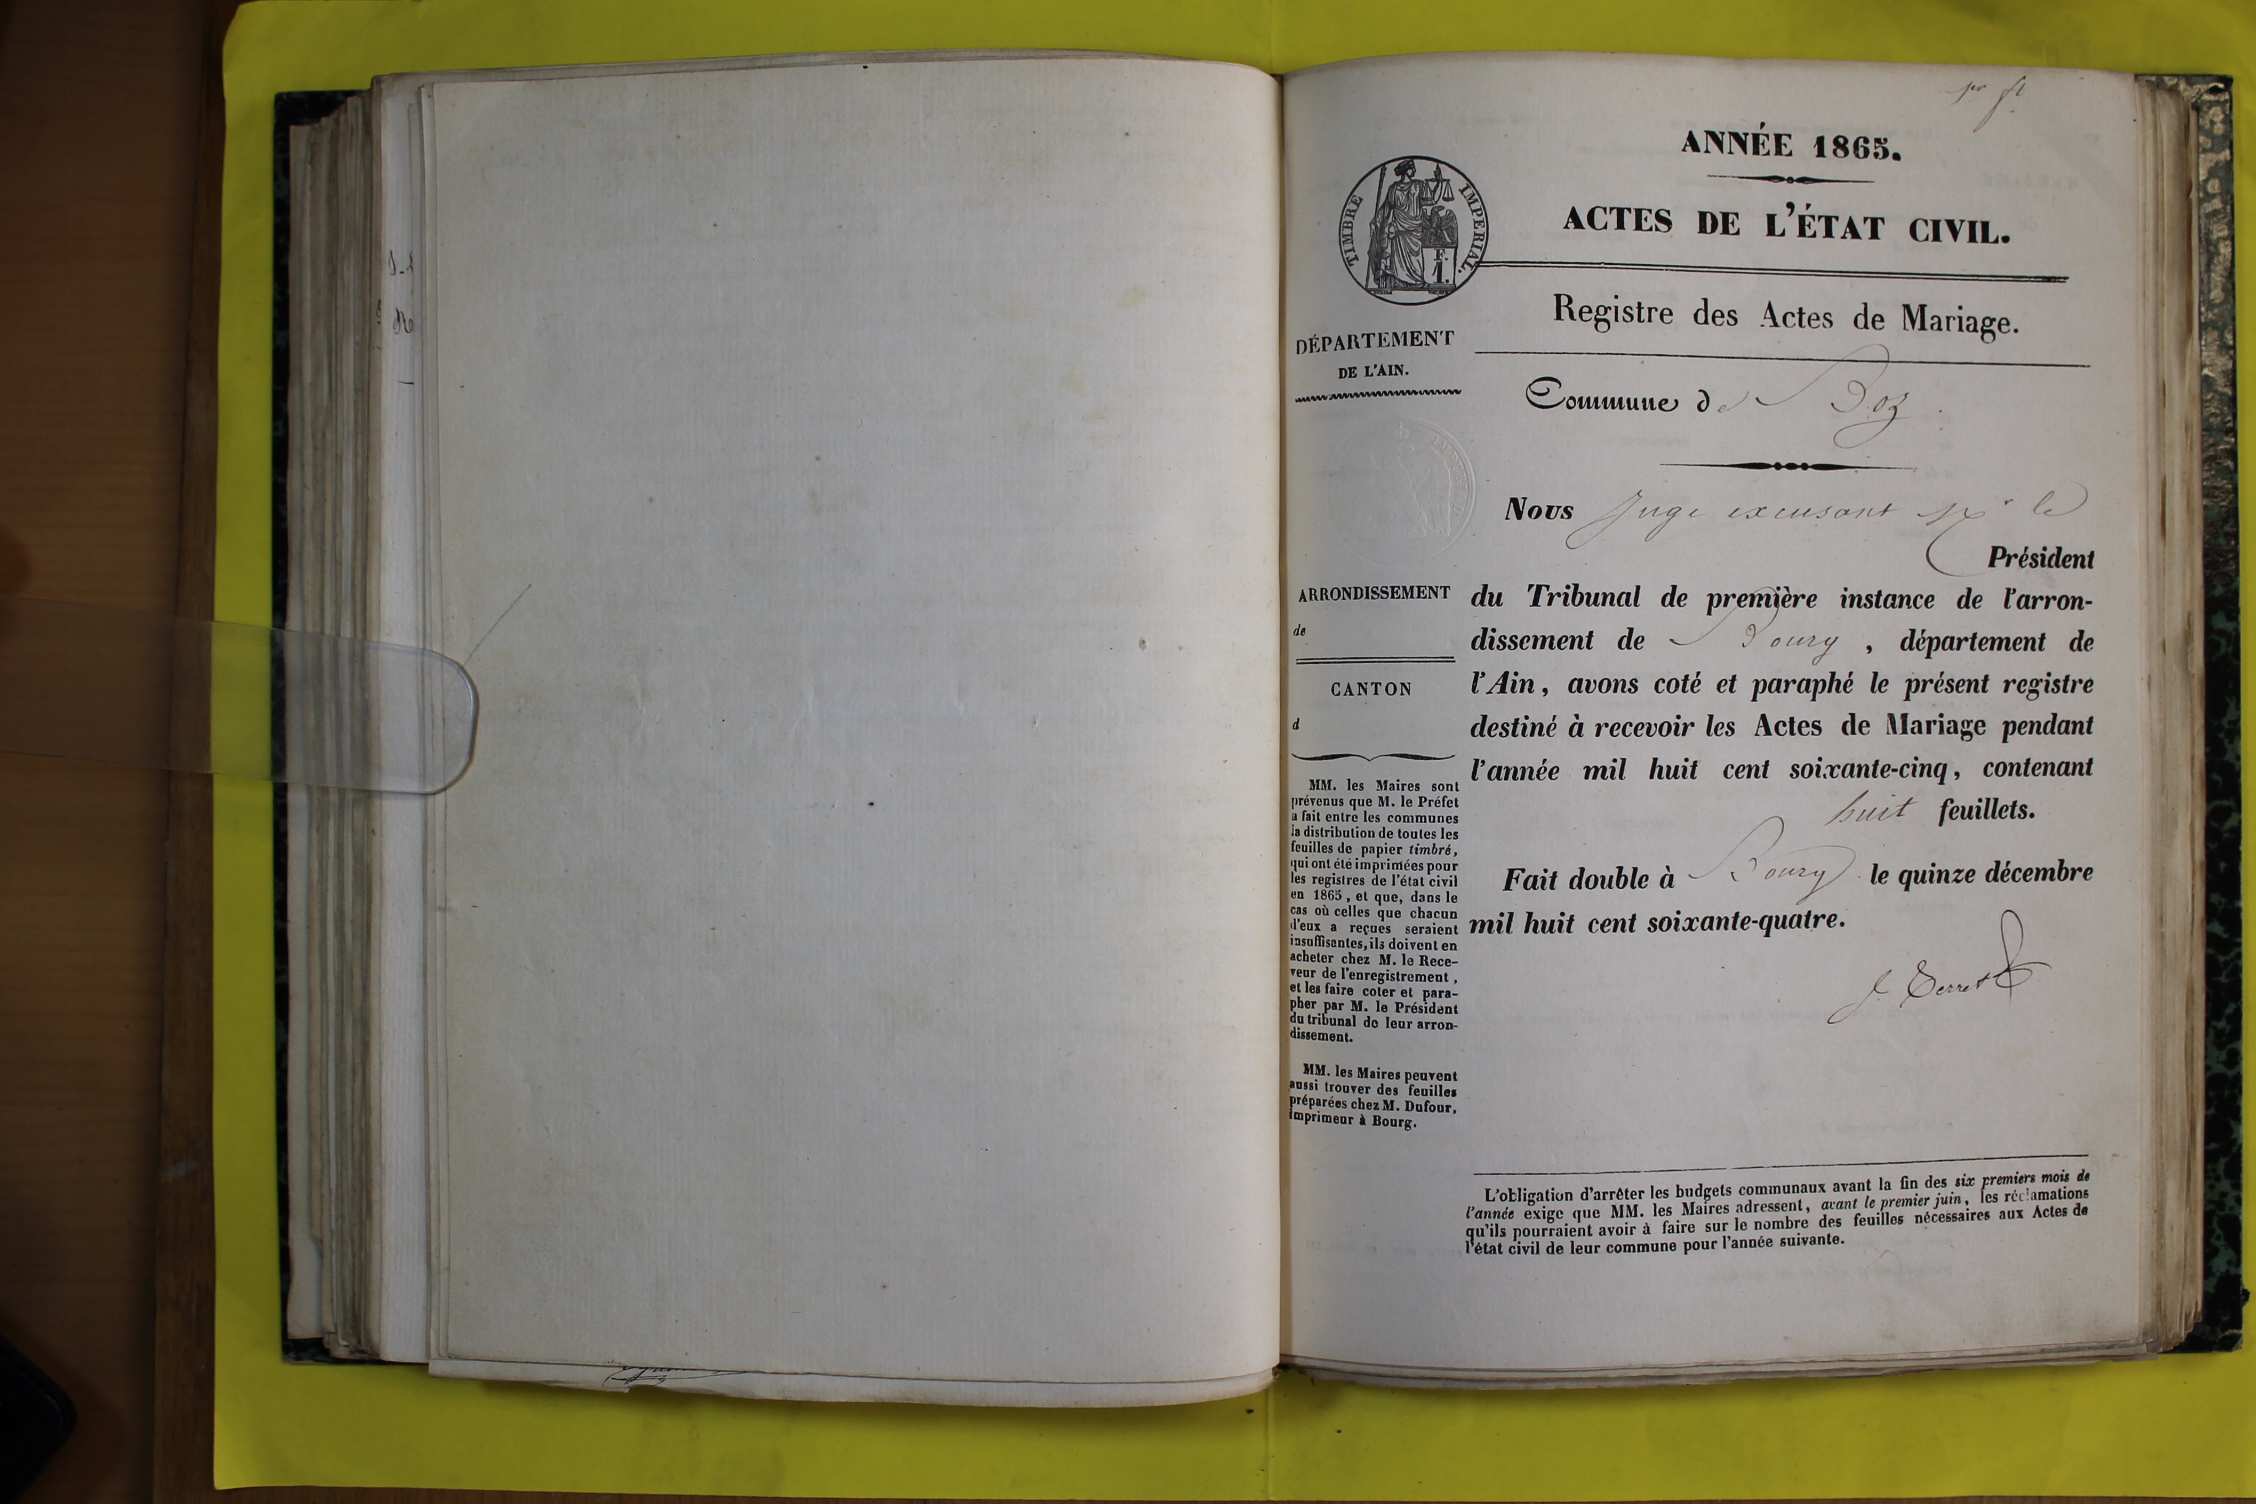 1er ft
ANNÉE 1865.
ACTES DE L'ÉTAT CIVIL.
TIMBRE IMPERIAL.
F.
1.
Registre des Actes de Mariage.
DÉPARTEMENT
DE L'AIN.
Commune de Boz
Nous Juge excusant Mr le
Président
du Tribunal de première instance de l'arron-
dissement de Bourg, département de
l'Ain, avons coté et paraphé le présent registre
destiné à recevoir les Actes de Mariage pendant
l'année mil huit cent soixante-cinq, contenant
huit feuillets.
Fait double à Bourg le quinze décembre
mil huit cent soixante-quatre.
ARRONDISSEMENT
de
CANTON
d
MM. les Maires sont
prévenus que M. le Préfet
a fait entre les communes
la distribution de toutes les
feuilles de papier timbré,
qui ont été imprimées pour
les registres de l'état civil
en 1865, et que, dans le
cas où celles que chacun
d'eux a reçues seraient
insuffisantes, ils doivent en
acheter chez M. le Rece-
veur de l'enregistrement,
et les faire coter et para-
pher par M. le Président
du tribunal de leur arron-
dissement.
MM. les Maires peuvent
aussi trouver des feuilles
préparées chez M. Dufour,
imprimeur à Bourg.
L'obligation d'arrêter les budgets communaux avant la fin des six premiers mois de
l'année exige que MM. les Maires adressent, avant le premier juin, les réclamations
qu'ils pourraient avoir à faire sur le nombre des feuilles nécessaires aux Actes de
l'état civil de leur commune pour l'année suivante.